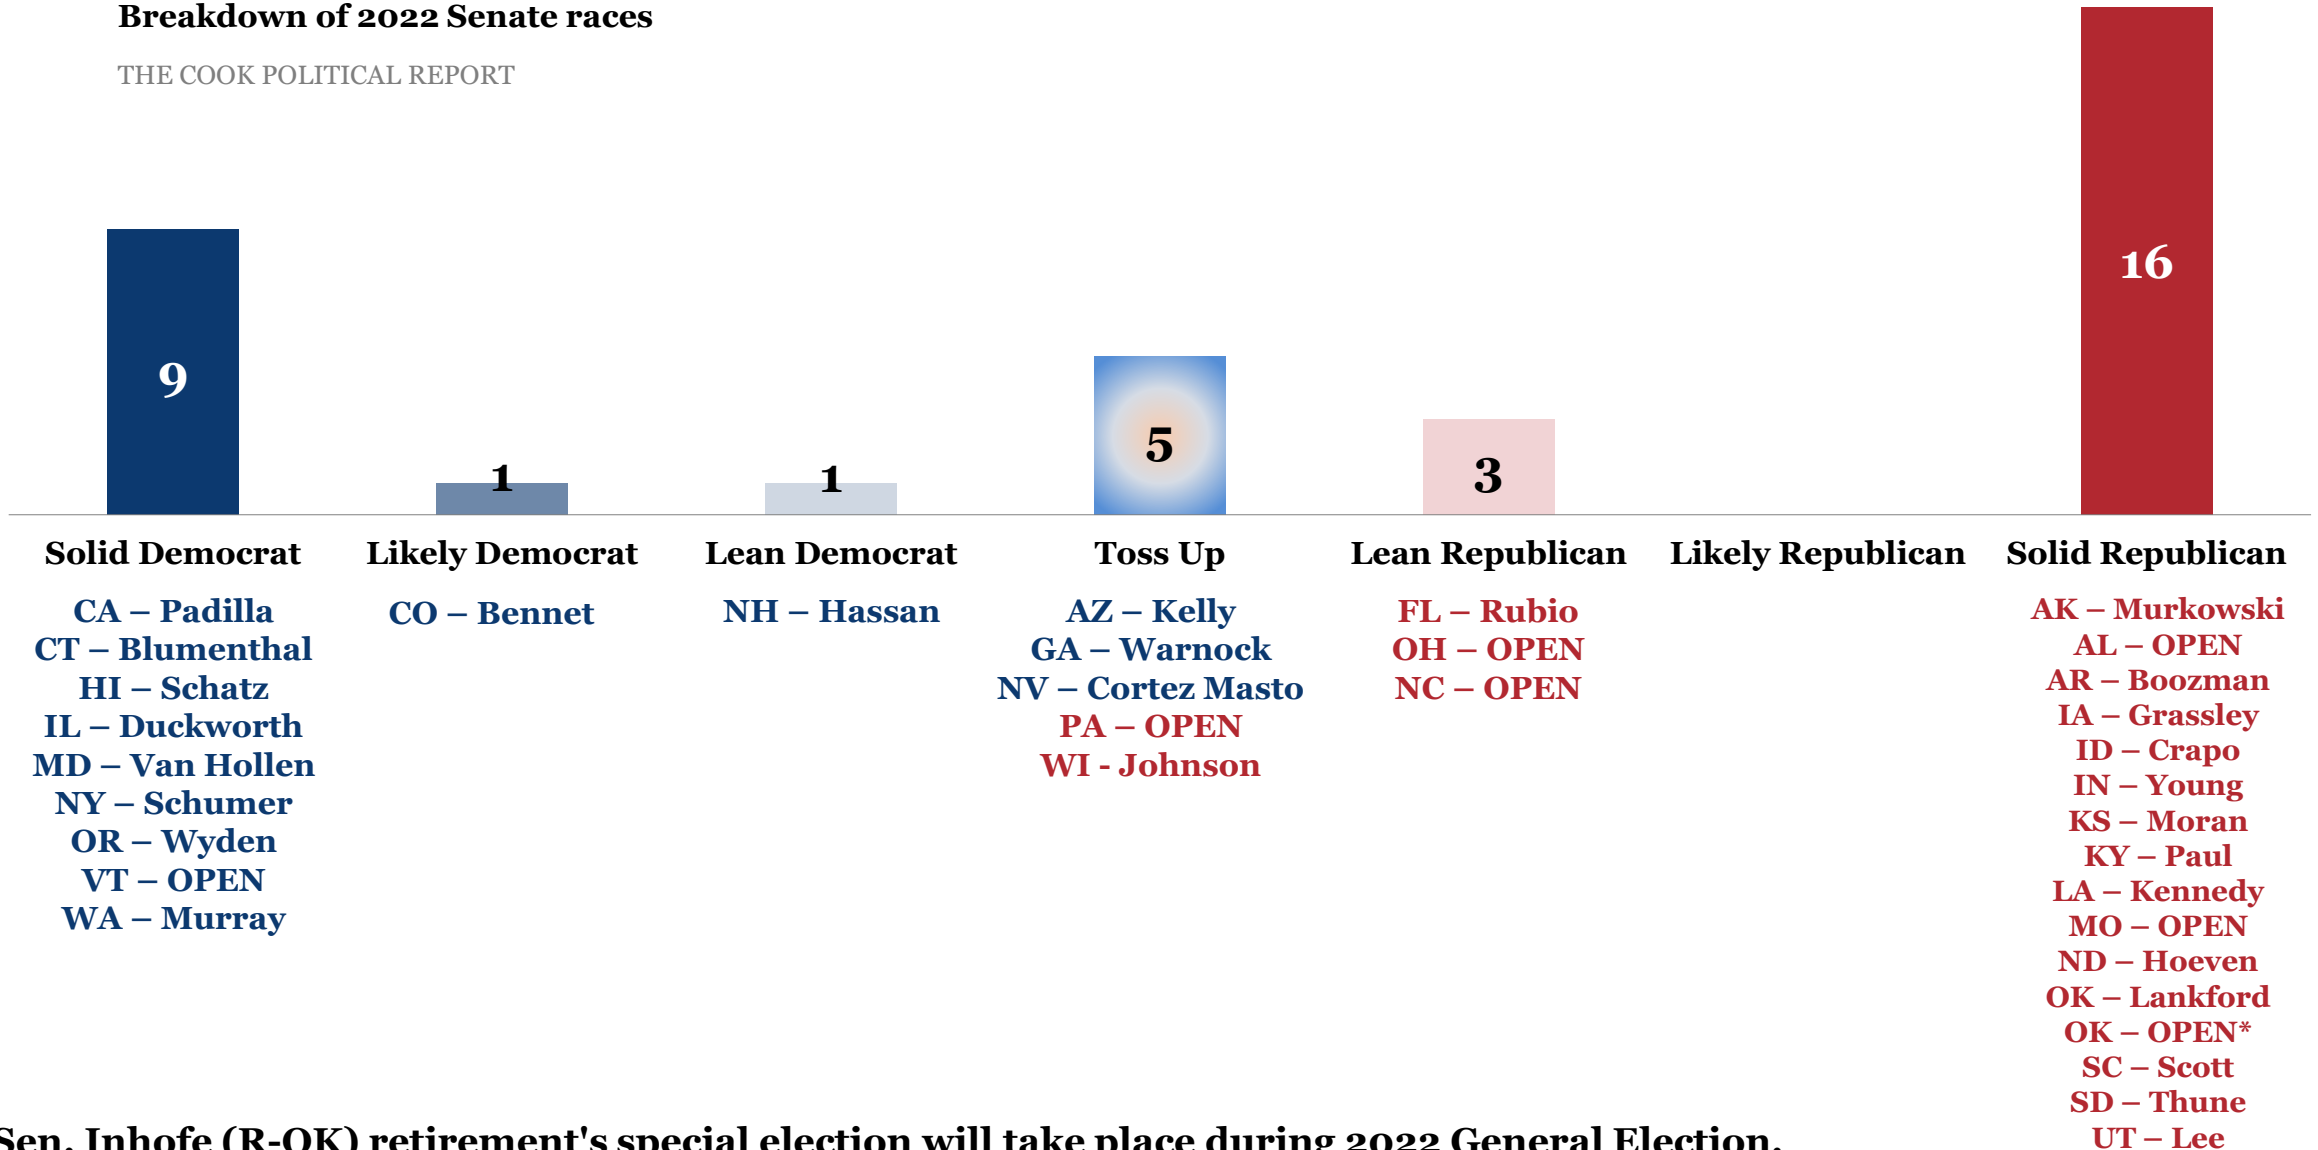 Breakdown of 2022 Senate races
THE COOK POLITICAL REPORT
9
1
1
5
3
16
Solid Democrat
Likely Democrat
Lean Democrat
Toss Up
Lean Republican
Likely Republican
Solid Republican
CA – Padilla
CT – Blumenthal
HI – Schatz
IL – Duckworth
MD – Van Hollen
NY – Schumer
OR – Wyden
VT – OPEN
WA – Murray
CO – Bennet
NH – Hassan
AZ – Kelly
GA – Warnock
NV – Cortez Masto
PA – OPEN
WI - Johnson
FL – Rubio
OH – OPEN
NC – OPEN
AK – Murkowski
AL – OPEN
AR – Boozman
IA – Grassley
ID – Crapo
IN – Young
KS – Moran
KY – Paul
LA – Kennedy
MO – OPEN
ND – Hoeven
OK – Lankford
OK – OPEN*
SC – Scott
SD – Thune
UT – Lee
Sen. Inhofe (R-OK) retirement's special election will take place during 2022 General Election.